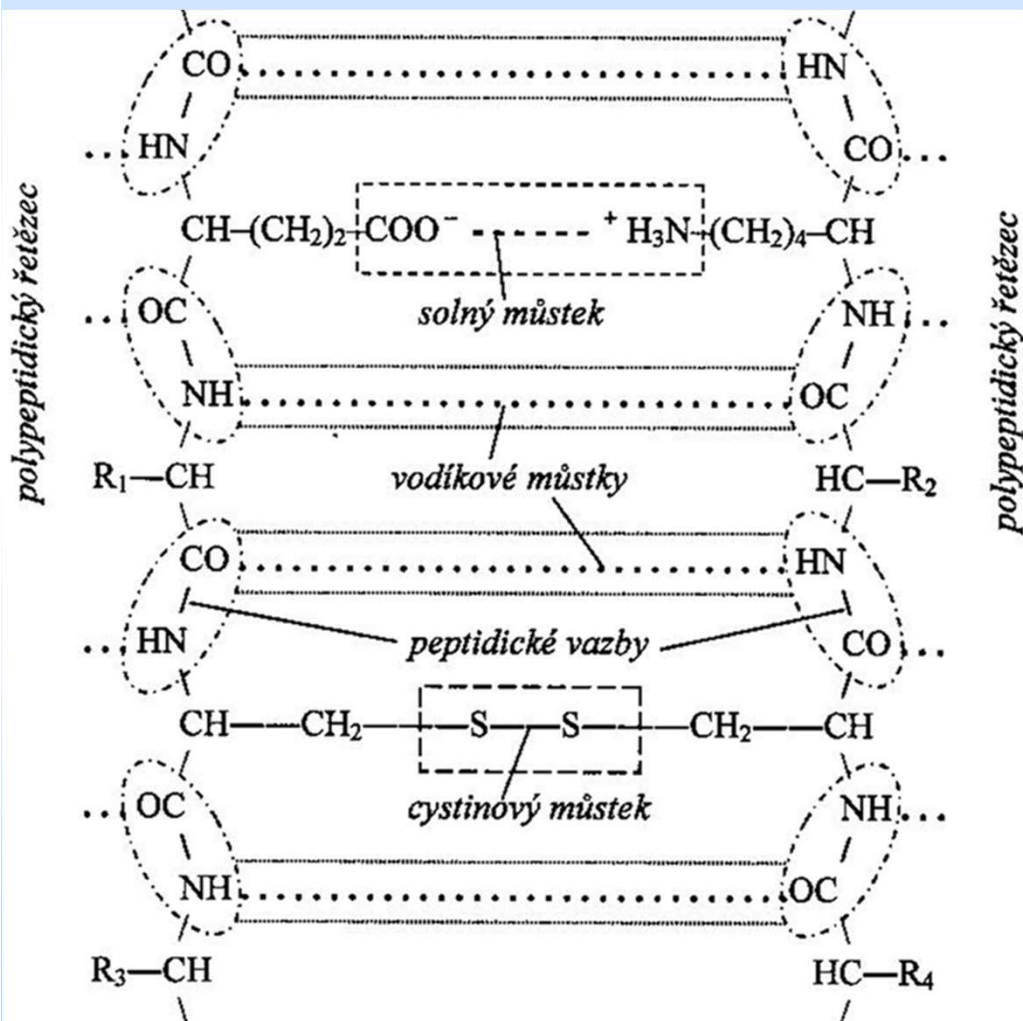 CO HN
HN CO
polypeptidický řetězec
CH–(CH₂)₂–COO⁻ ⁺H₃N–(CH₂)₄–CH
solný můstek
polypeptidický řetězec
OC NH
NH OC
R₁—CH vodíkové můstky HC—R₂
CO HN
HN peptidické vazby CO
CH—CH₂—S—S—CH₂—CH
OC cystinový můstek NH
NH OC
R₃—CH HC—R₄